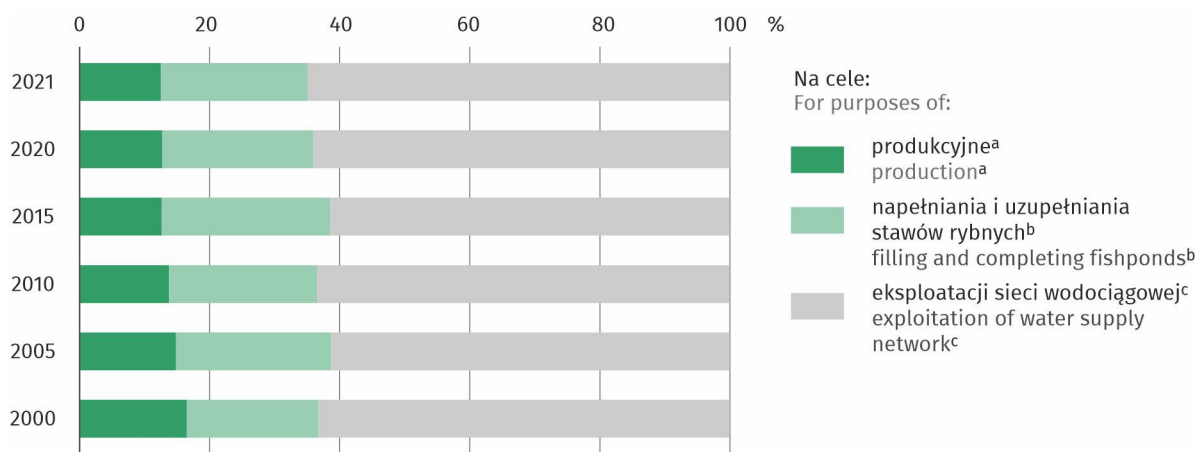 0 20 40 60 80 100 %
2021
2020
2015
2010
2005
2000
Na cele:
For purposes of:
produkcyjneᵃ
productionᵃ
napełniania i uzupełniania
stawów rybnychᵇ
filling and completing fishpondsᵇ
eksploatacji sieci wodociągowejᶜ
exploitation of water supply
networkᶜ